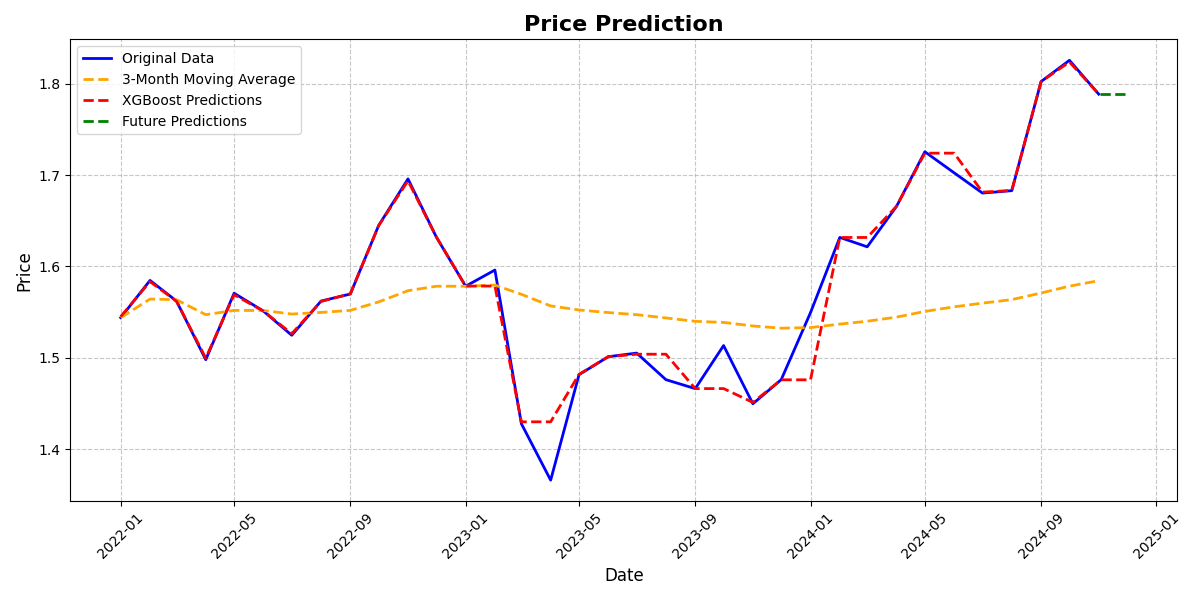 Price Prediction
Original Data
3-Month Moving Average
XGBoost Predictions
Future Predictions
1.8
1.7
1.6
1.5
1.4
Price
2022-01
2022-05
2022-09
2023-01
2023-05
2023-09
2024-01
2024-05
2024-09
2025-01
Date